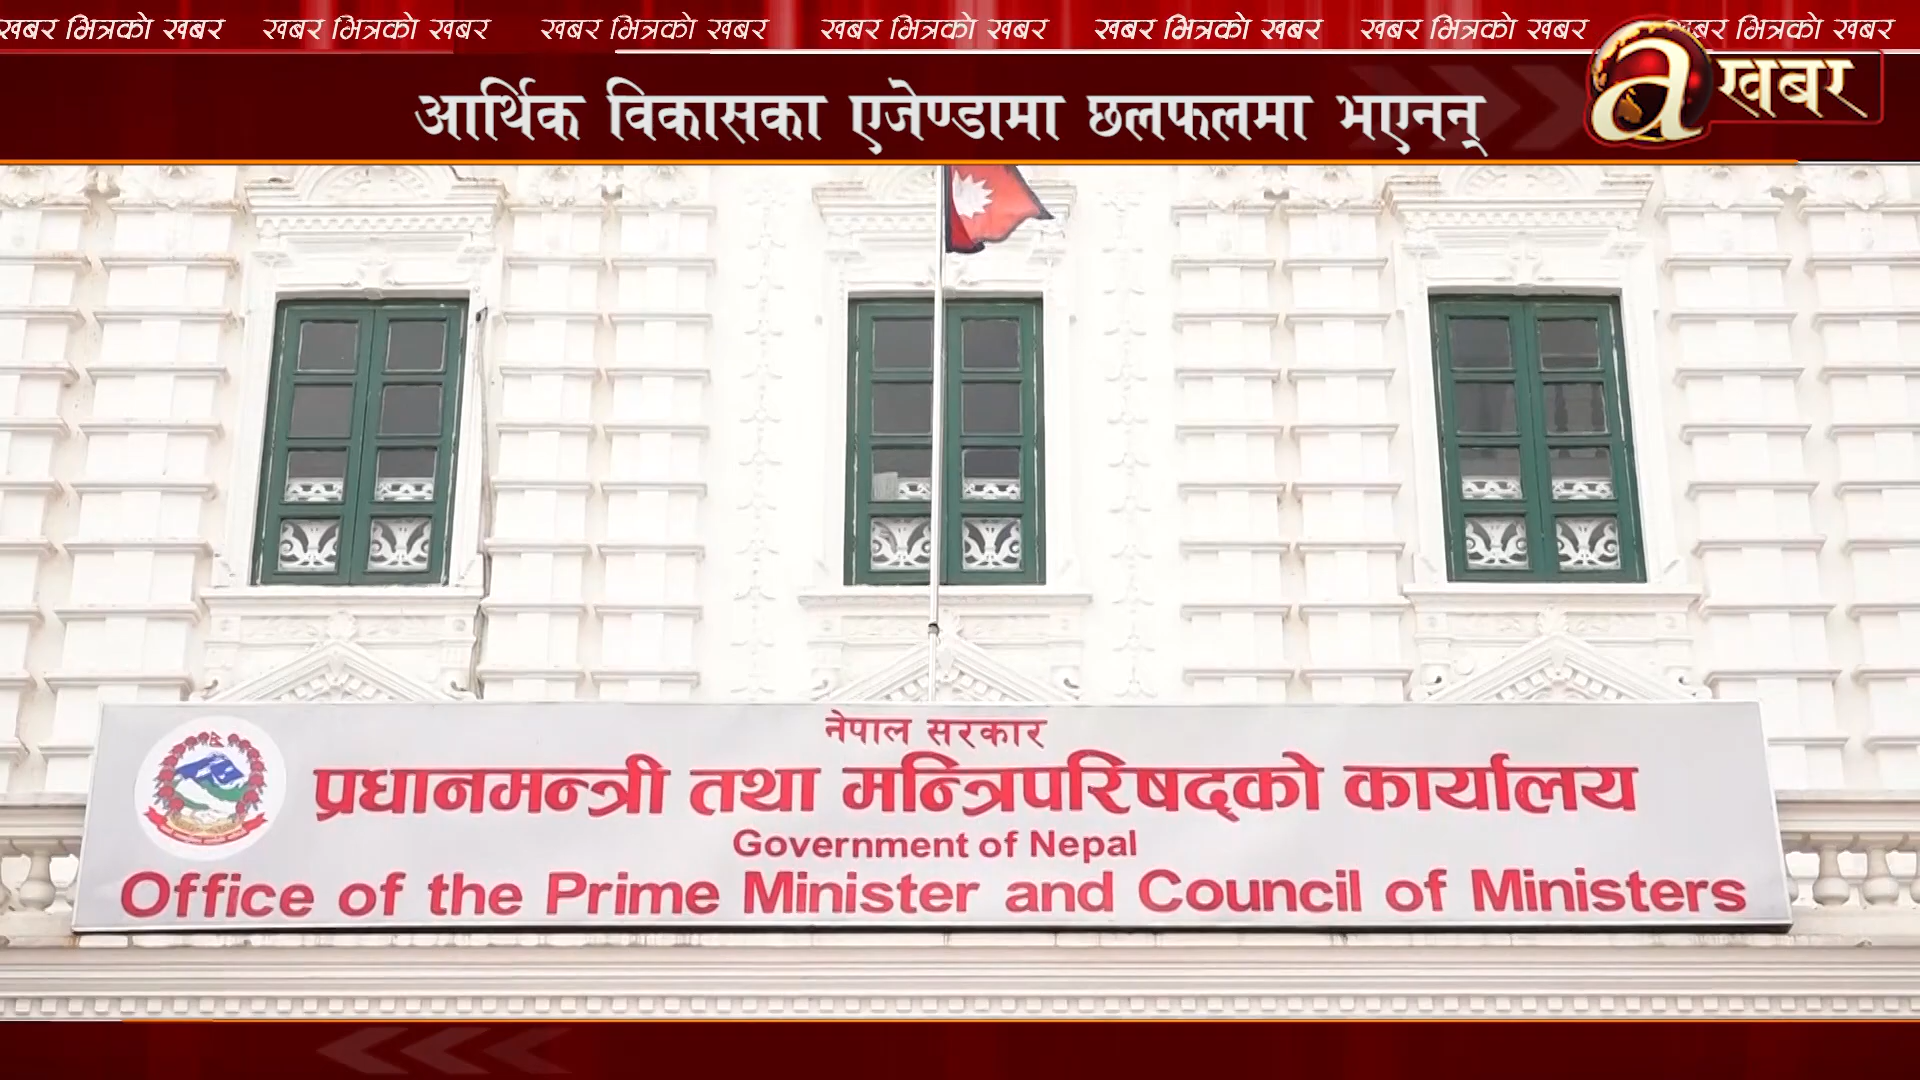 खबर भित्रको खबर खबर भित्रको खबर खबर भित्रको खबर खबर भित्रको खबर खबर भित्रको खबर खबर भित्रको खबर खबर भित्रको खबर
आर्थिक विकासका एजेण्डामा छलफलमा भएनन्
a खबर
नेपाल सरकार
प्रधानमन्त्री तथा मन्त्रिपरिषद्को कार्यालय
Government of Nepal
Office of the Prime Minister and Council of Ministers